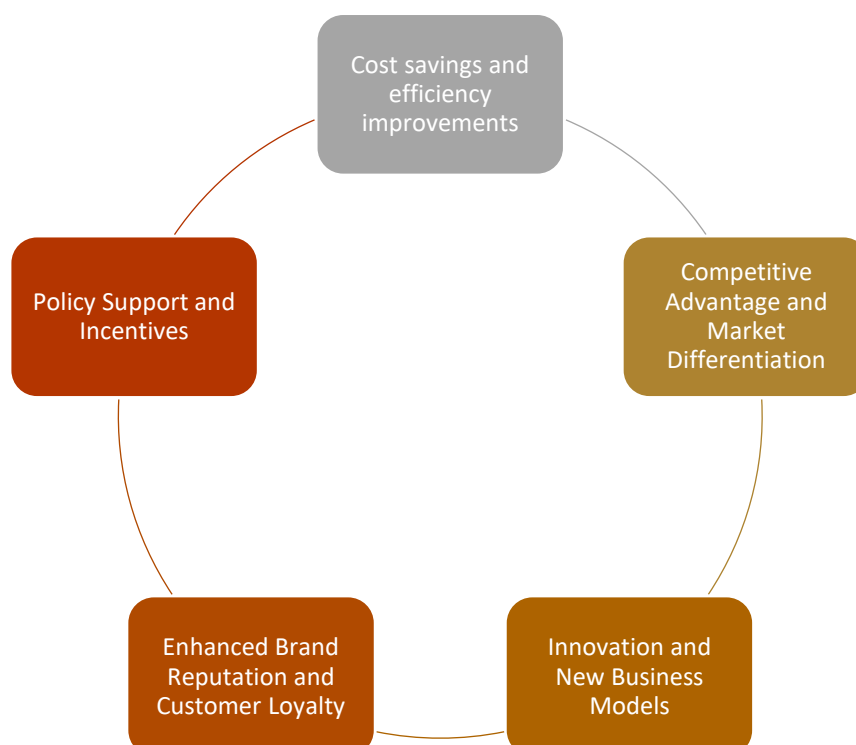 Cost savings and
efficiency
improvements
Competitive
Advantage and
Market
Differentiation
Innovation and
New Business
Models
Enhanced Brand
Reputation and
Customer Loyalty
Policy Support and
Incentives